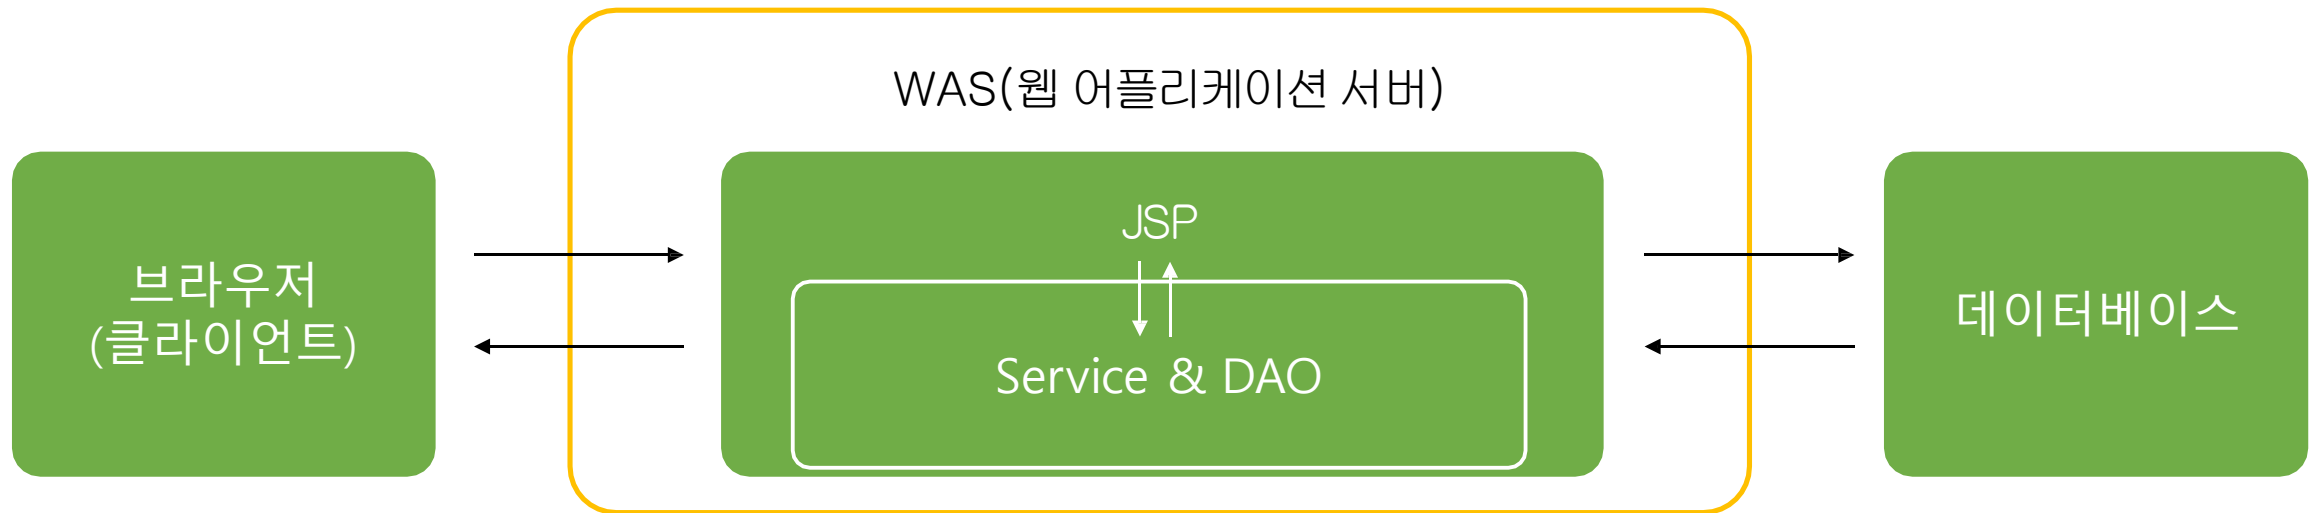 WAS(웹 어플리케이션 서버)
브라우저
(클라이언트)
JSP
Service & DAO
데이터베이스